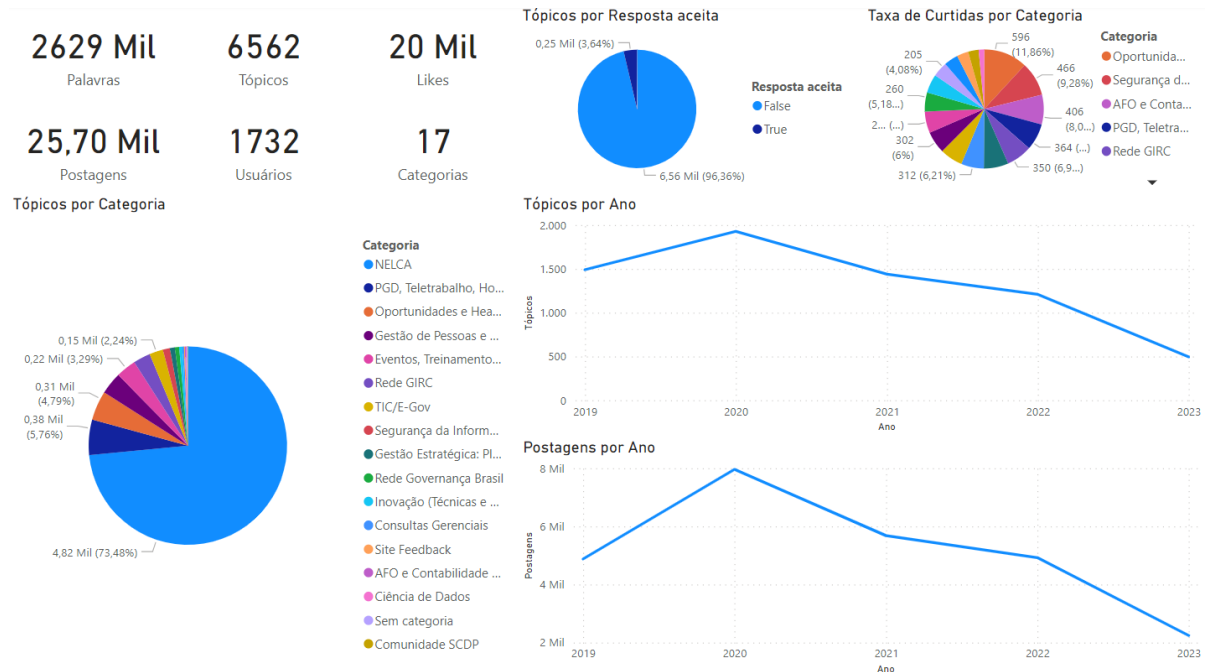 2629 Mil
Palavras
6562
Tópicos
20 Mil
Likes
25,70 Mil
Postagens
1732
Usuários
17
Categorias
Tópicos por Resposta aceita
0,25 Mil (3,64%)
6,56 Mil (96,36%)
Resposta aceita
False
True
Taxa de Curtidas por Categoria
596
(11,86%)
466
(9,28%)
406
(8,0...)
364 (...)
350 (6,9...)
312 (6,21%)
302
(6%)
2... (...)
260
(5,18...)
205
(4,08%)
Categoria
Oportunida...
Segurança d...
AFO e Conta...
PGD, Teletra...
Rede GIRC
Tópicos por Categoria
0,15 Mil (2,24%)
0,22 Mil (3,29%)
0,31 Mil
(4,79%)
0,38 Mil
(5,76%)
4,82 Mil (73,48%)
Categoria
NELCA
PGD, Teletrabalho, Ho...
Oportunidades e Hea...
Gestão de Pessoas e ...
Eventos, Treinamento...
Rede GIRC
TIC/E-Gov
Segurança da Inform...
Gestão Estratégica: Pl...
Rede Governança Brasil
Inovação (Técnicas e ...
Consultas Gerenciais
Site Feedback
AFO e Contabilidade ...
Ciência de Dados
Sem categoria
Comunidade SCDP
Tópicos por Ano
Tópicos
2.000
1.500
1.000
500
0
2019 2020 2021 2022 2023
Ano
Postagens por Ano
Postagens
8 Mil
6 Mil
4 Mil
2 Mil
2019 2020 2021 2022 2023
Ano